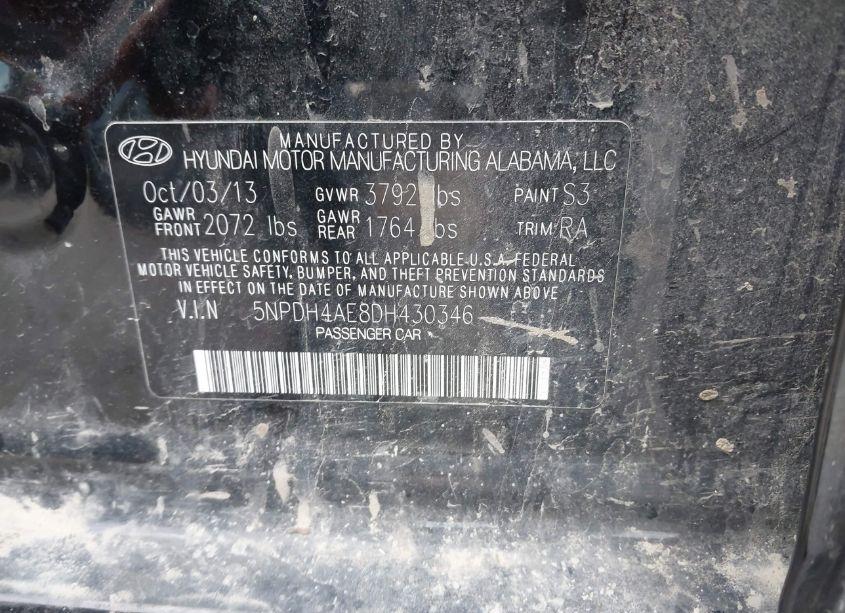 MANUFACTURED BY
HYUNDAI MOTOR MANUFACTURING ALABAMA, LLC
Oct/03/13 GVWR 3792 lbs PAINT S3
GAWR FRONT 2072 lbs GAWR REAR 1764 lbs TRIM RA
THIS VEHICLE CONFORMS TO ALL APPLICABLE U.S.A. FEDERAL
MOTOR VEHICLE SAFETY, BUMPER, AND THEFT PREVENTION STANDARDS
IN EFFECT ON THE DATE OF MANUFACTURE SHOWN ABOVE
V.I.N 5NPDH4AE8DH430346
PASSENGER CAR